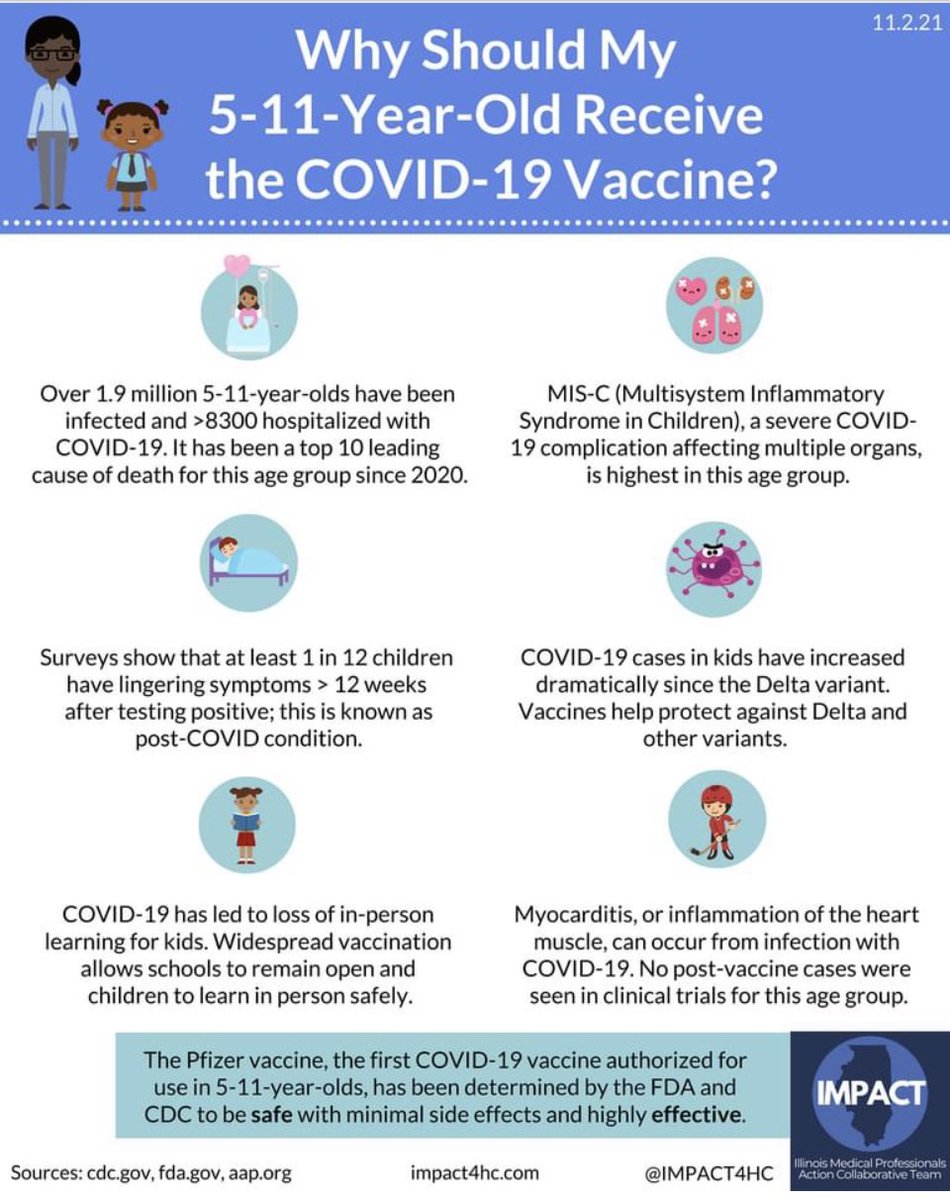 11.2.21
Why Should My
5-11-Year-Old Receive
the COVID-19 Vaccine?
Over 1.9 million 5-11-year-olds have been
infected and >8300 hospitalized with
COVID-19. It has been a top 10 leading
cause of death for this age group since 2020.
MIS-C (Multisystem Inflammatory
Syndrome in Children), a severe COVID-
19 complication affecting multiple organs,
is highest in this age group.
Surveys show that at least 1 in 12 children
have lingering symptoms > 12 weeks
after testing positive; this is known as
post-COVID condition.
COVID-19 cases in kids have increased
dramatically since the Delta variant.
Vaccines help protect against Delta and
other variants.
COVID-19 has led to loss of in-person
learning for kids. Widespread vaccination
allows schools to remain open and
children to learn in person safely.
Myocarditis, or inflammation of the heart
muscle, can occur from infection with
COVID-19. No post-vaccine cases were
seen in clinical trials for this age group.
The Pfizer vaccine, the first COVID-19 vaccine authorized for
use in 5-11-year-olds, has been determined by the FDA and
CDC to be safe with minimal side effects and highly effective.
IMPACT
Illinois Medical Professionals
Action Collaborative Team
Sources: cdc.gov, fda.gov, aap.org
impact4hc.com
@IMPACT4HC